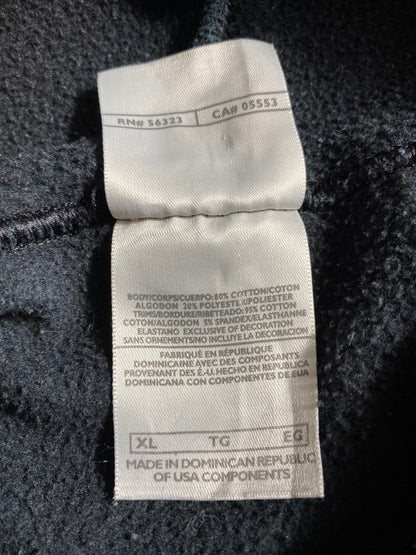 RN# 56323 CA# 05553
BODY/CORPS/CUERPO: 80% COTTON/COTON
ALGODON 20% POLYESTER/POLIESTER
TRIMS/BORDURE/RIBETEADO: 95% COTTON
COTON/ALGODON 5% SPANDEX/ELASTHANNE
ELASTANO EXCLUSIVE OF DECORATION
SANS ORNEMENTS/NO INCLUYE DECORACION
FABRIQUÉ EN RÉPUBLIQUE
DOMINICAINE AVEC DES COMPOSANTS
PROVENANT DES É.-U. HECHO EN REPUBLICA
DOMINICANA CON COMPONENTES DE EUA
XL TG EG
MADE IN DOMINICAN REPUBLIC
OF USA COMPONENTS